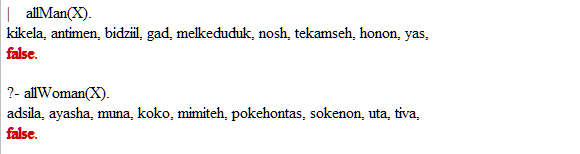 |    allMan(X).
kikela, antimen, bidziil, gad, melkeduduk, nosh, tekamseh, honon, yas,
false.

?- allWoman(X).
adsila, ayasha, muna, koko, mimiteh, pokehontas, sokenon, uta, tiva,
false.